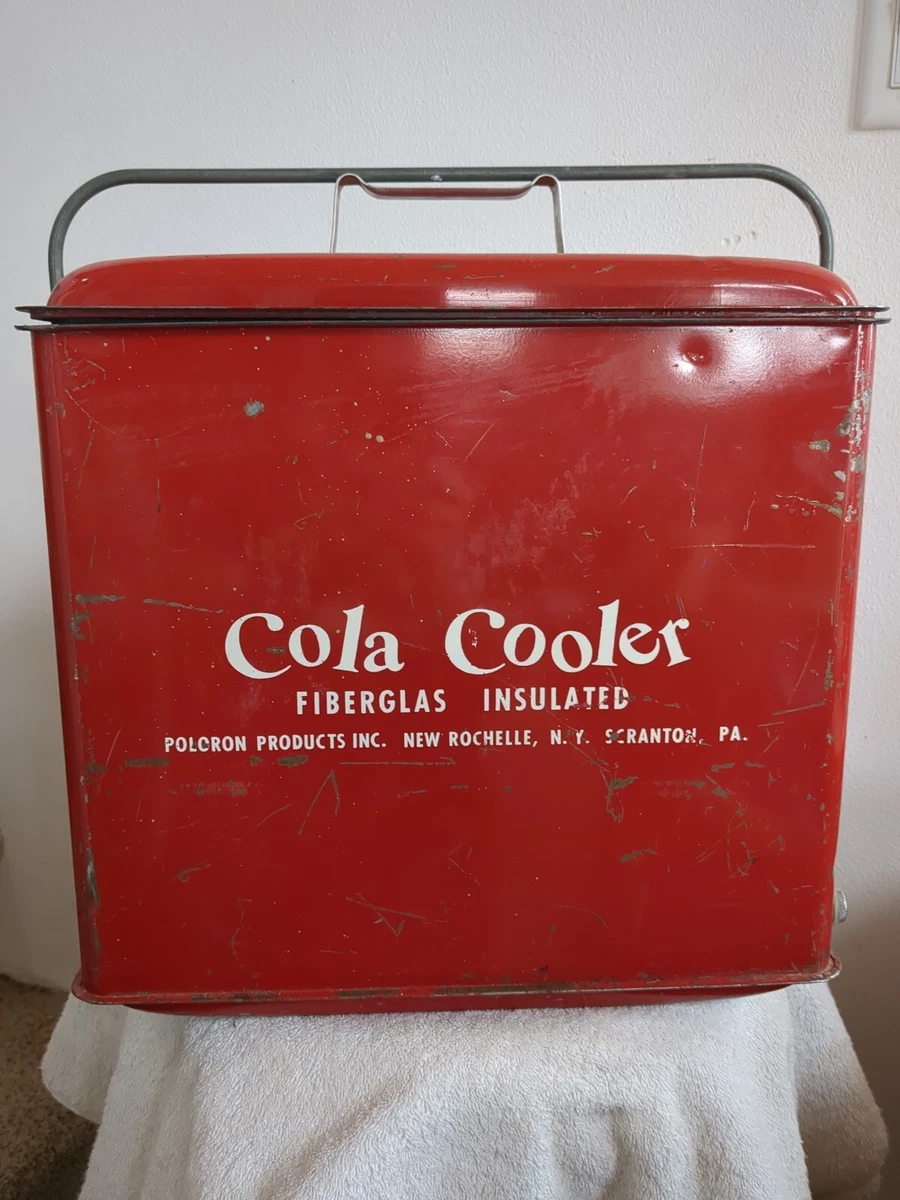 Cola Cooler
FIBERGLAS INSULATED
POLORON PRODUCTS INC. NEW ROCHELLE, N.Y. SCRANTON, PA.